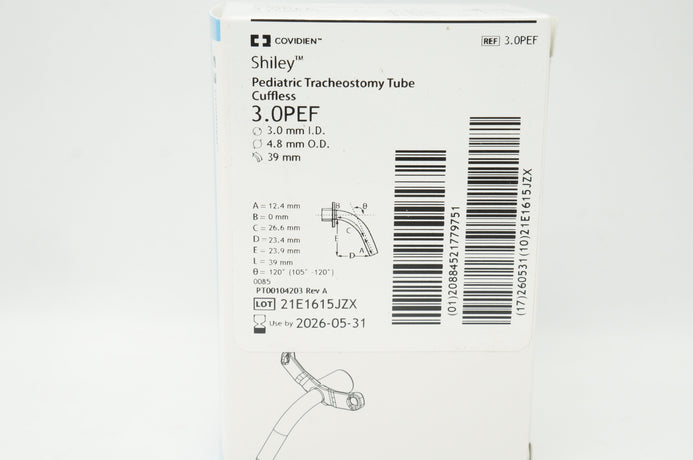 COVIDIEN™
REF 3.0PEF
Shiley™
Pediatric Tracheostomy Tube
Cuffless
3.0PEF
3.0 mm I.D.
4.8 mm O.D.
39 mm
A = 12.4 mm
B = 0 mm
C = 26.6 mm
D = 23.4 mm
E = 23.9 mm
L = 39 mm
θ = 120° (105° -120°)
B θ
C
E
A
D
0085
PT00104203 Rev A
LOT 21E1615JZX
Use by 2026-05-31
(01)20884521779751
(17)260531(10)21E1615JZX